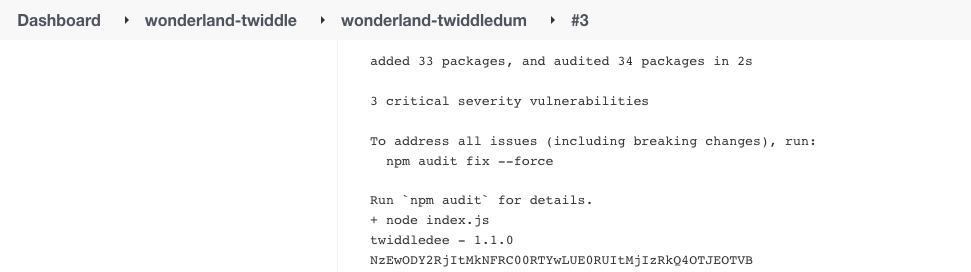 Dashboard ▸ wonderland-twiddle ▸ wonderland-twiddledum ▸ #3
added 33 packages, and audited 34 packages in 2s
3 critical severity vulnerabilities
To address all issues (including breaking changes), run:
npm audit fix --force
Run `npm audit` for details.
+ node index.js
twiddledee - 1.1.0
NzEwODY2RjItMkNFRC00RTYwLUE0RUItMjIzRkQ4OTJEOTVB